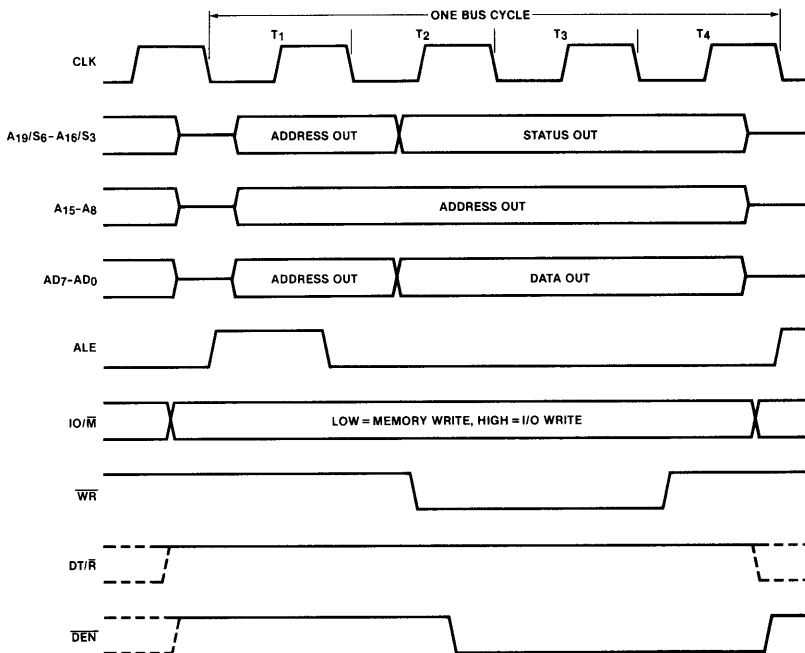 ONE BUS CYCLE
T1 T2 T3 T4
CLK
A19/S6–A16/S3 ADDRESS OUT STATUS OUT
A15–A8 ADDRESS OUT
AD7–AD0 ADDRESS OUT DATA OUT
ALE
IO/M̅ LOW = MEMORY WRITE, HIGH = I/O WRITE
W̅R̅
DT/R̅
D̅E̅N̅